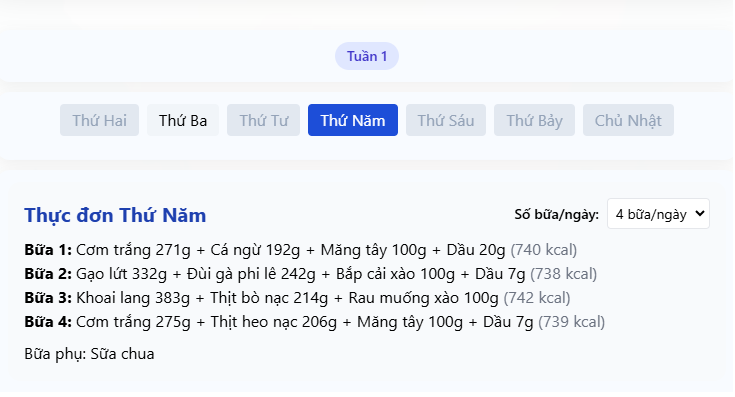 Tuần 1
Thứ Hai Thứ Ba Thứ Tư Thứ Năm Thứ Sáu Thứ Bảy Chủ Nhật
Thực đơn Thứ Năm Số bữa/ngày: 4 bữa/ngày
Bữa 1: Cơm trắng 271g + Cá ngừ 192g + Măng tây 100g + Dầu 20g (740 kcal)
Bữa 2: Gạo lứt 332g + Đùi gà phi lê 242g + Bắp cải xào 100g + Dầu 7g (738 kcal)
Bữa 3: Khoai lang 383g + Thịt bò nạc 214g + Rau muống xào 100g (742 kcal)
Bữa 4: Cơm trắng 275g + Thịt heo nạc 206g + Măng tây 100g + Dầu 7g (739 kcal)
Bữa phụ: Sữa chua